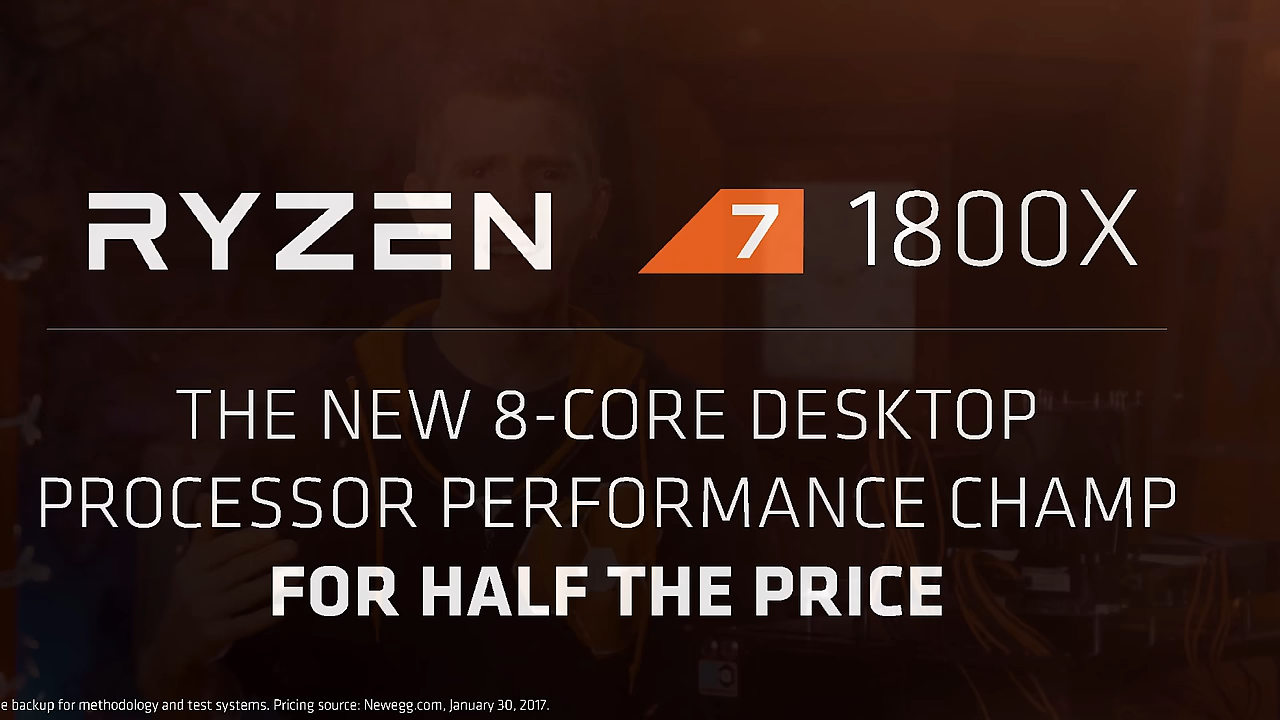 RYZEN 7 1800X
THE NEW 8-CORE DESKTOP
PROCESSOR PERFORMANCE CHAMP
FOR HALF THE PRICE
e backup for methodology and test systems. Pricing source: Newegg.com, January 30, 2017.